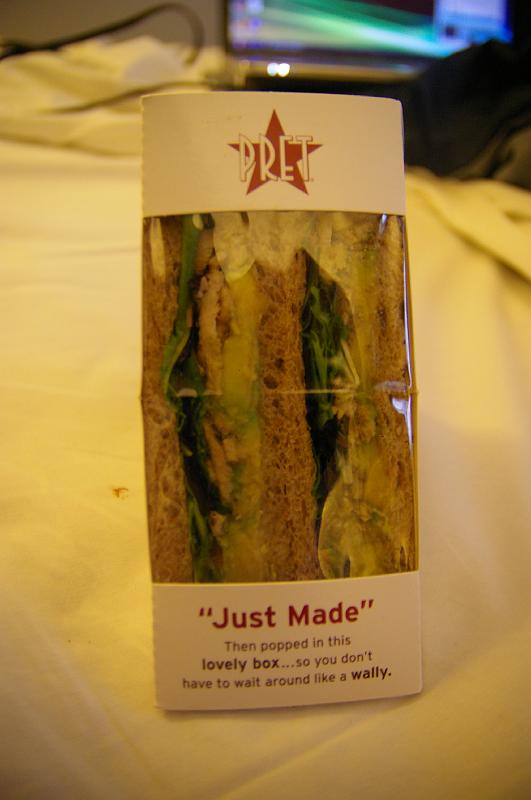 PRET
“Just Made”
Then popped in this
lovely box...so you don't
have to wait around like a wally.